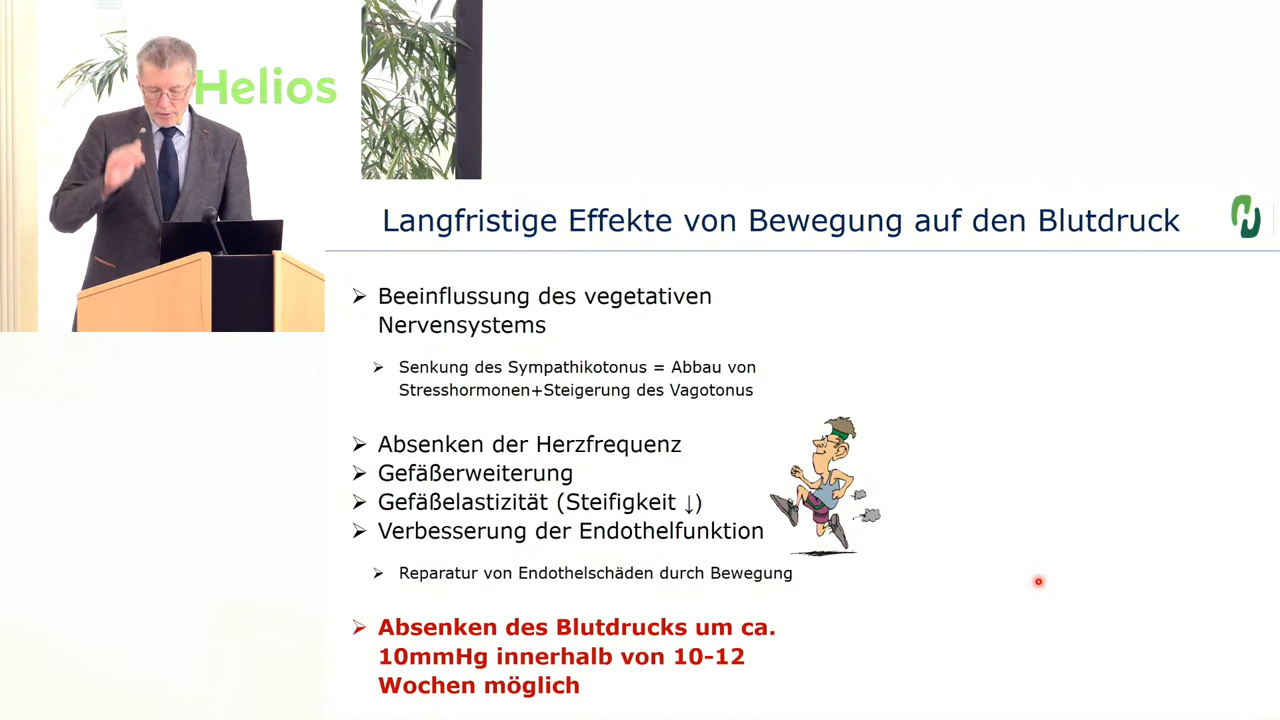 Helios
Langfristige Effekte von Bewegung auf den Blutdruck
Beeinflussung des vegetativen
Nervensystems
Senkung des Sympathikotonus = Abbau von
Stresshormonen+Steigerung des Vagotonus
Absenken der Herzfrequenz
Gefäßerweiterung
Gefäßelastizität (Steifigkeit ↓)
Verbesserung der Endothelfunktion
Reparatur von Endothelschäden durch Bewegung
Absenken des Blutdrucks um ca.
10mmHg innerhalb von 10-12
Wochen möglich